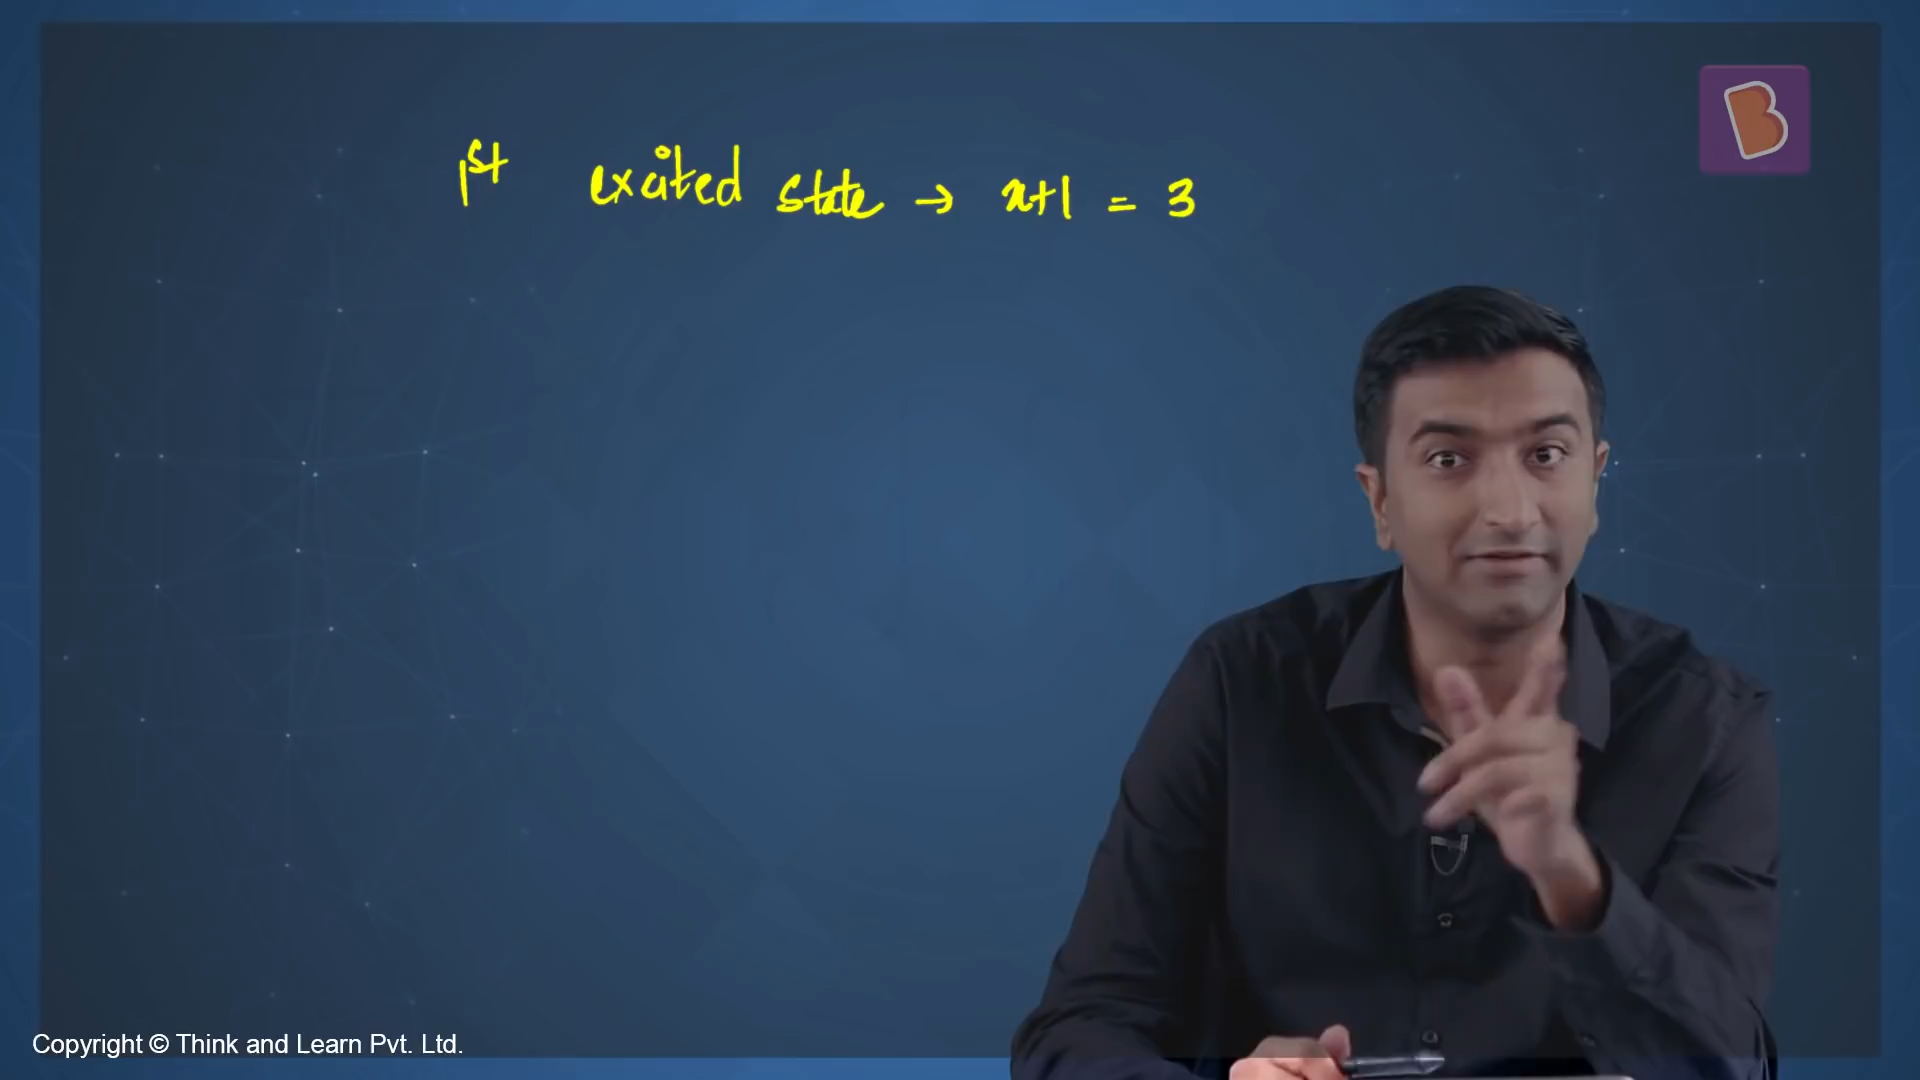 1st excited state → x+1 = 3
Copyright © Think and Learn Pvt. Ltd.